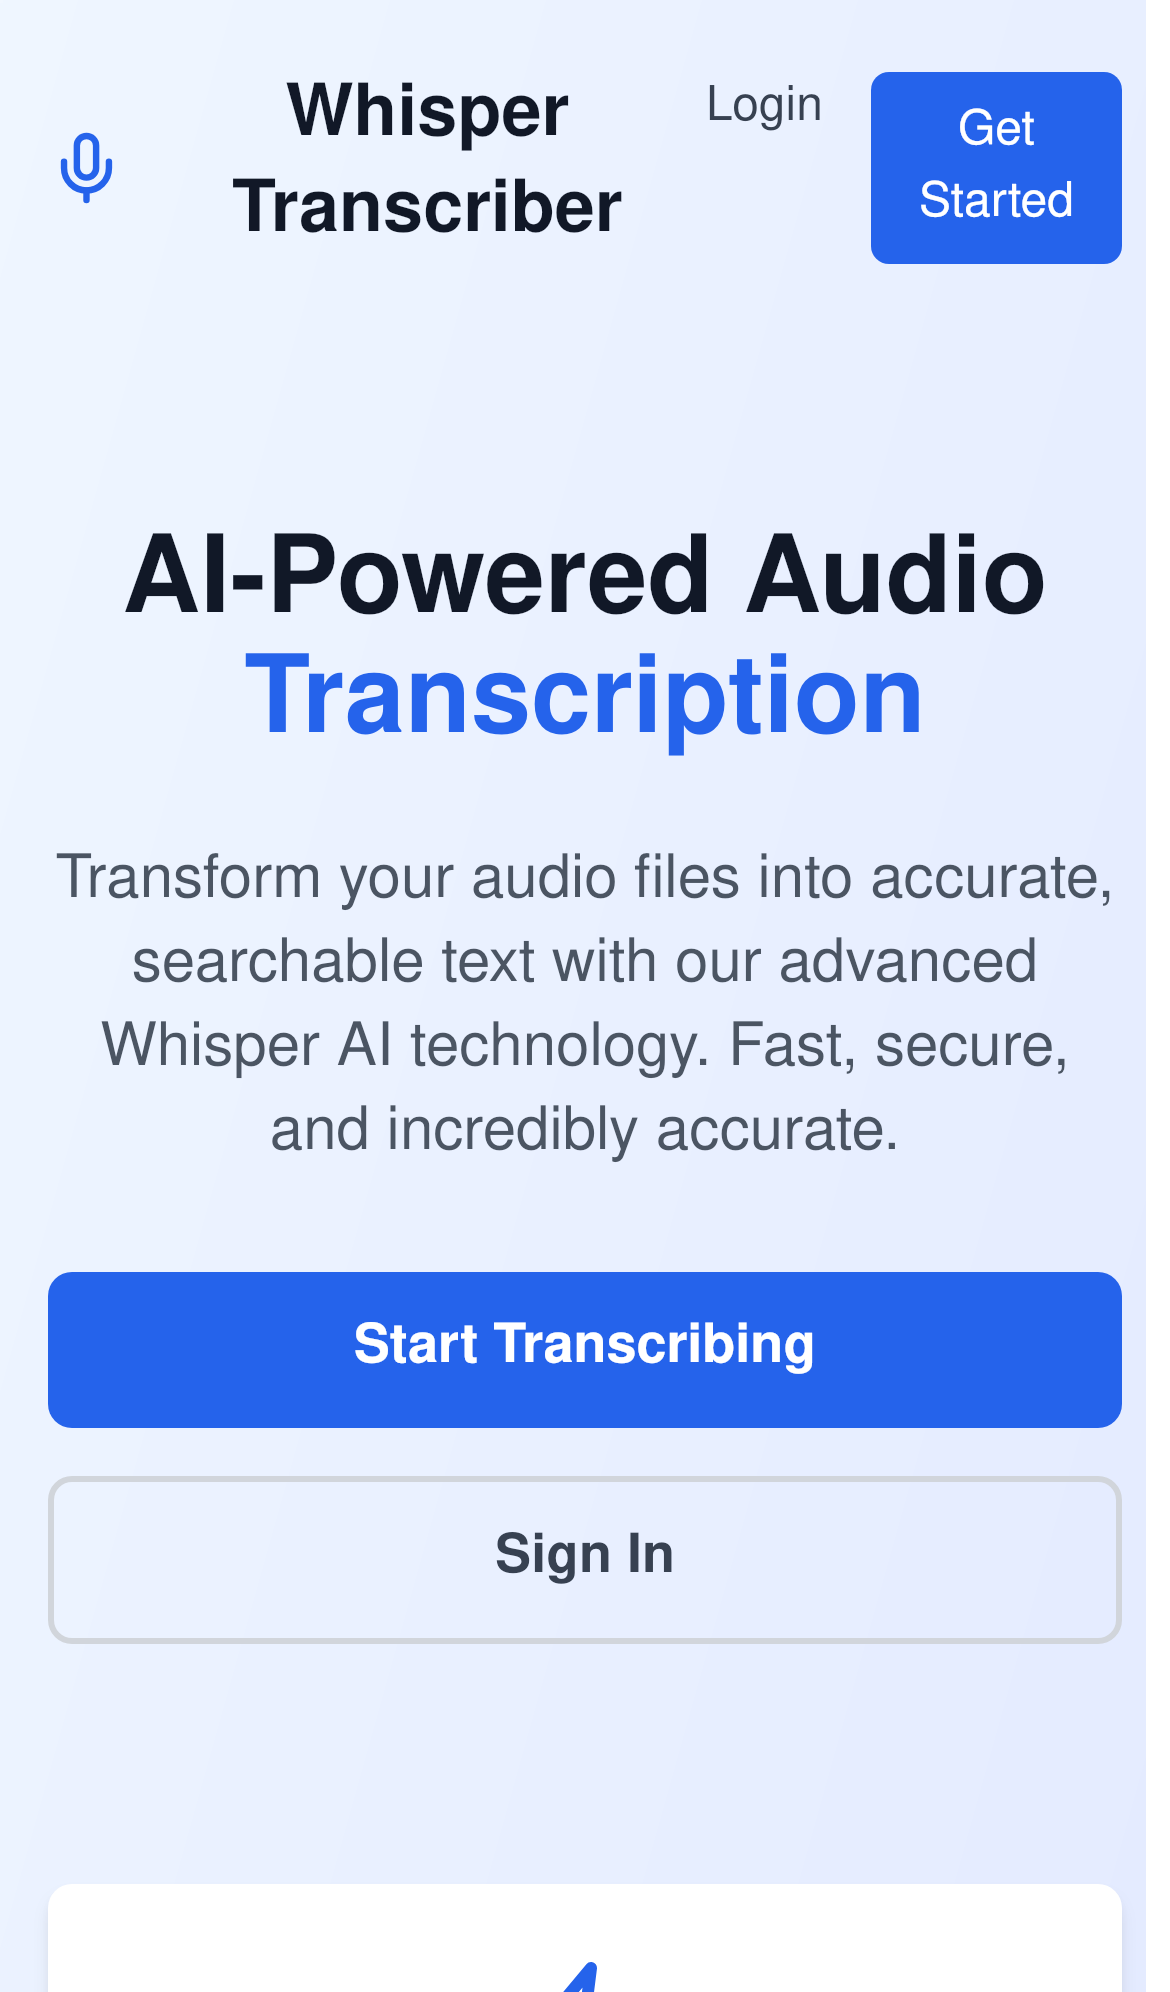 Whisper
Transcriber
Login
Get
Started
AI-Powered Audio
Transcription
Transform your audio files into accurate,
searchable text with our advanced
Whisper AI technology. Fast, secure,
and incredibly accurate.
Start Transcribing
Sign In